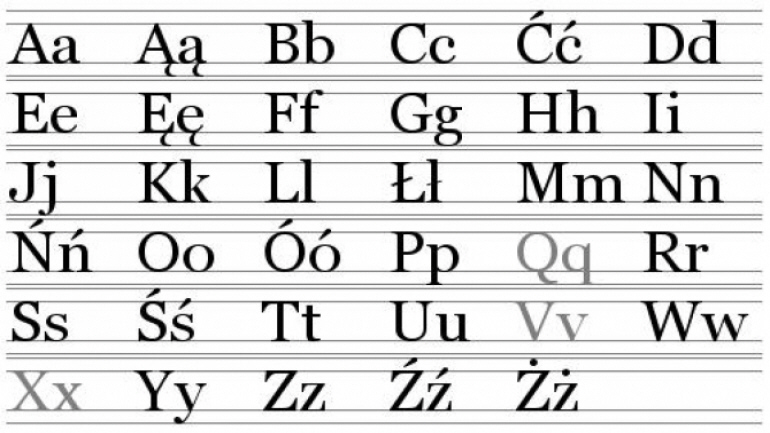 Aa Ąą Bb Cc Ćć Dd
Ee Ęę Ff Gg Hh Ii
Jj Kk Ll Łł Mm Nn
Ńń Oo Óó Pp Qq Rr
Ss Śś Tt Uu Vv Ww
Xx Yy Zz Źź Żż